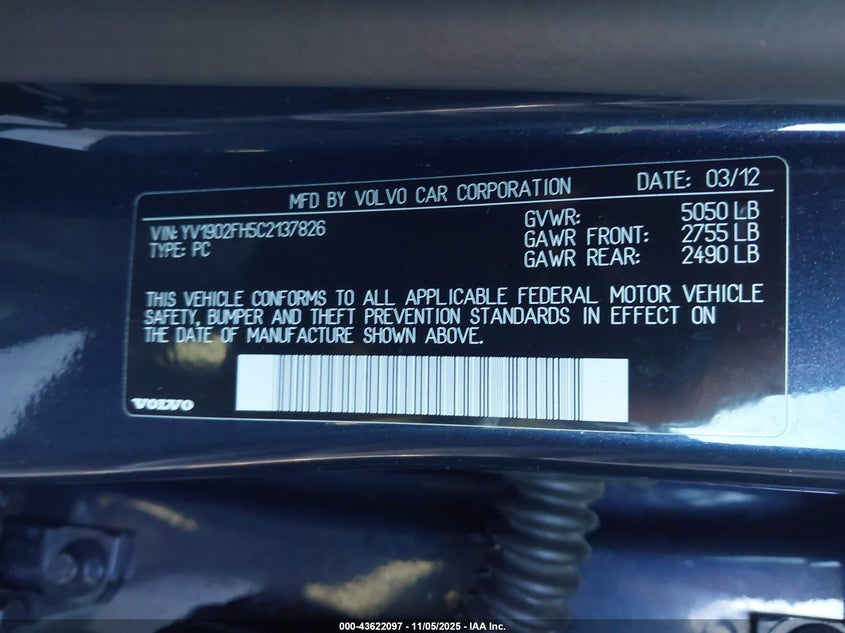 MFD BY VOLVO CAR CORPORATION DATE: 03/12
VIN: YV1902FH5C2137826 GVWR: 5050 LB
TYPE: PC GAWR FRONT: 2755 LB
GAWR REAR: 2490 LB
THIS VEHICLE CONFORMS TO ALL APPLICABLE FEDERAL MOTOR VEHICLE
SAFETY, BUMPER AND THEFT PREVENTION STANDARDS IN EFFECT ON
THE DATE OF MANUFACTURE SHOWN ABOVE.
VOLVO
000-43622097 - 11/05/2025 - IAA Inc.